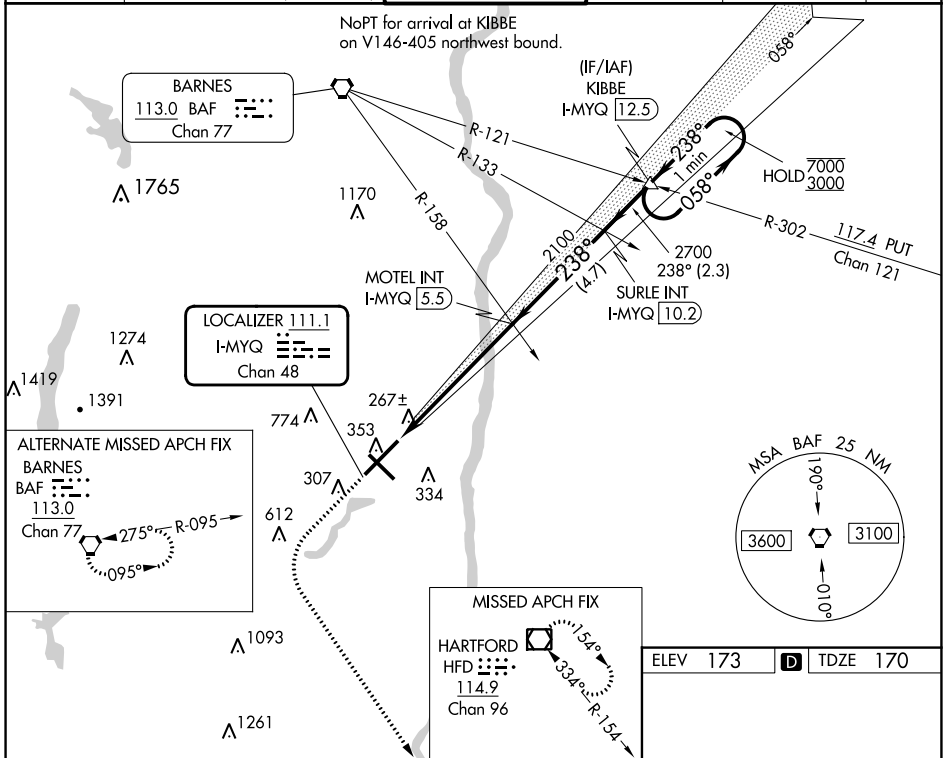 NoPT for arrival at KIBBE
on V146-405 northwest bound.
BARNES
113.0 BAF
Chan 77
(IF/IAF)
KIBBE
I-MYQ 12.5
058°
R-121
R-133
R-158
238°
1 min
058°
HOLD 7000
3000
R-302
117.4 PUT
Chan 121
1765
1170
2100
238°
(4.7)
2700
238° (2.3)
SURLE INT
I-MYQ 10.2
MOTEL INT
I-MYQ 5.5
LOCALIZER 111.1
I-MYQ
Chan 48
1274
1419
1391
774
267±
353
307
334
612
ALTERNATE MISSED APCH FIX
BARNES
BAF
113.0
Chan 77
275°
R-095
095°
MSA BAF 25 NM
190°
3600
3100
010°
1093
1261
MISSED APCH FIX
HARTFORD
HFD
114.9
Chan 96
154°
334°
R-154
ELEV 173 D TDZE 170